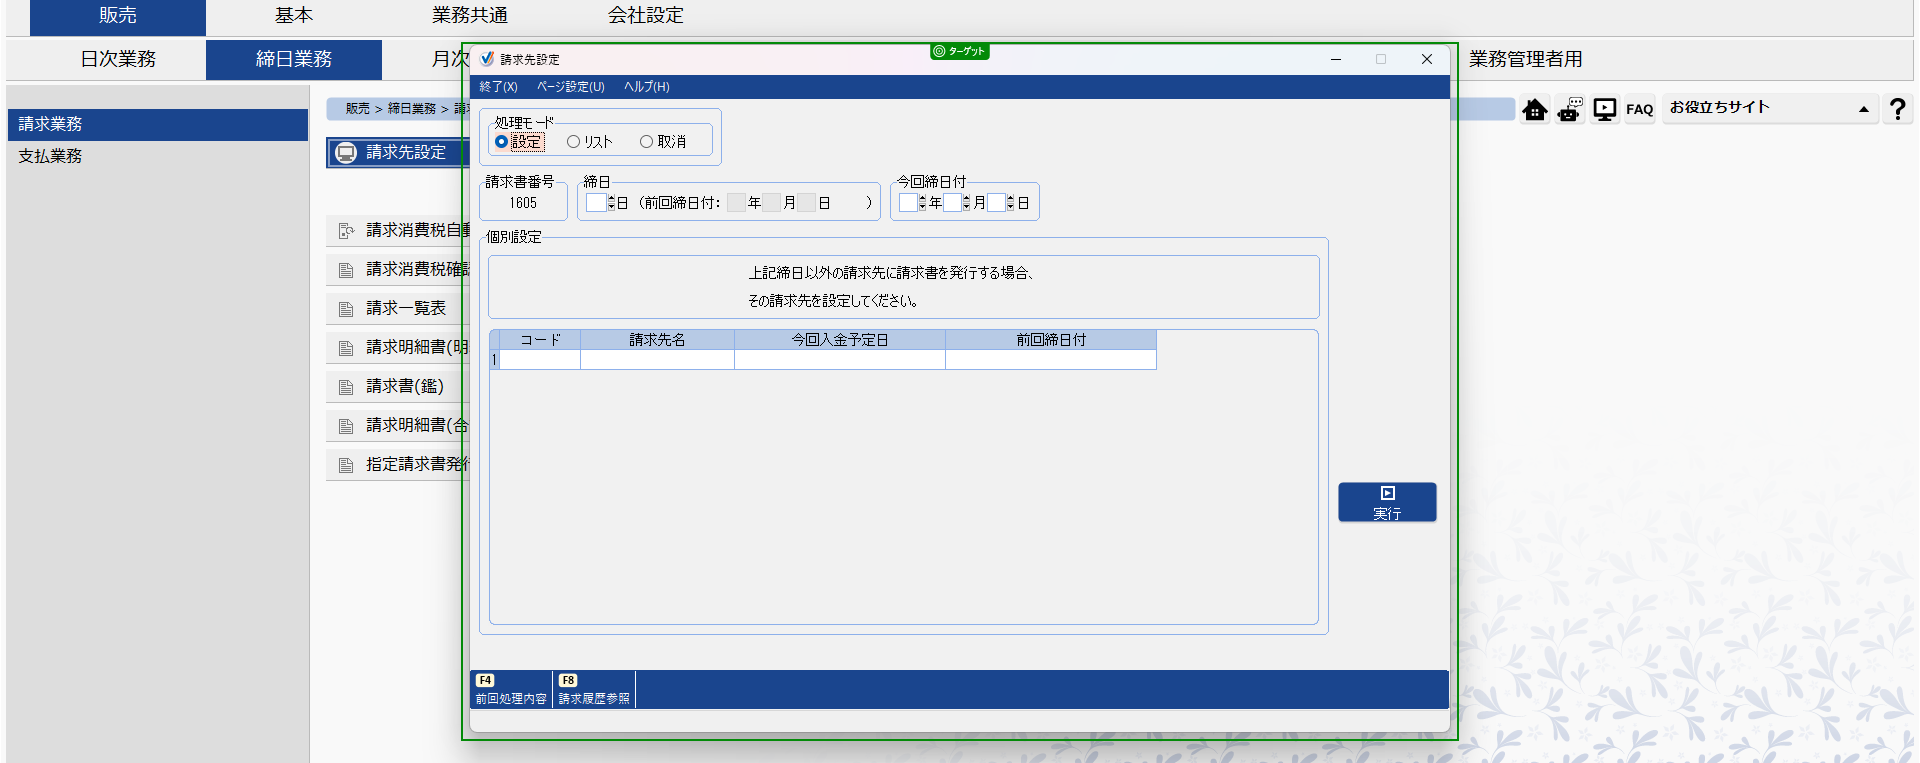 販売 基本 業務共通 会社設定
日次業務 締日業務 月次 業務管理者用
請求業務
支払業務
販売 > 締日業務 > 請求
FAQ お役立ちサイト ?
請求先設定
請求消費税自動
請求消費税確認
請求一覧表
請求明細書(明
請求書(鑑)
請求明細書(合
指定請求書発行
ターゲット
請求先設定
終了(X) ページ設定(U) ヘルプ(H)
処理モード
設定 リスト 取消
請求書番号 締日 今回締日付
1605 日 (前回締日付: 年 月 日 ) 年 月 日
個別設定
上記締日以外の請求先に請求書を発行する場合、
その請求先を設定してください。
コード 請求先名 今回入金予定日 前回締日付
1
実行
F4 F8
前回処理内容 請求履歴参照